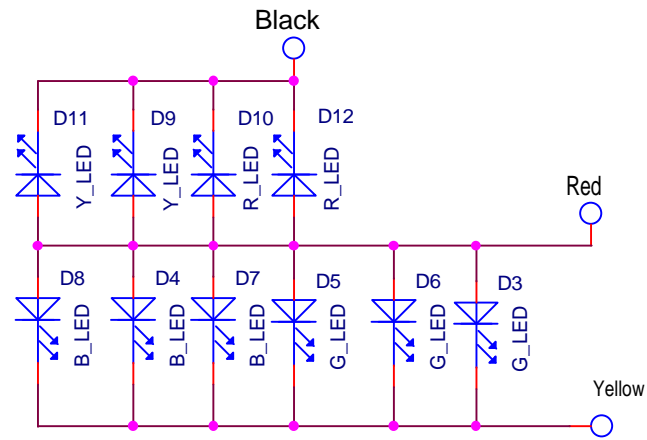 Black
D11
D9
D10
D12
Y_LED
Y_LED
R_LED
R_LED
Red
D8
D4
D7
D5
D6
D3
B_LED
B_LED
B_LED
G_LED
G_LED
G_LED
Yellow